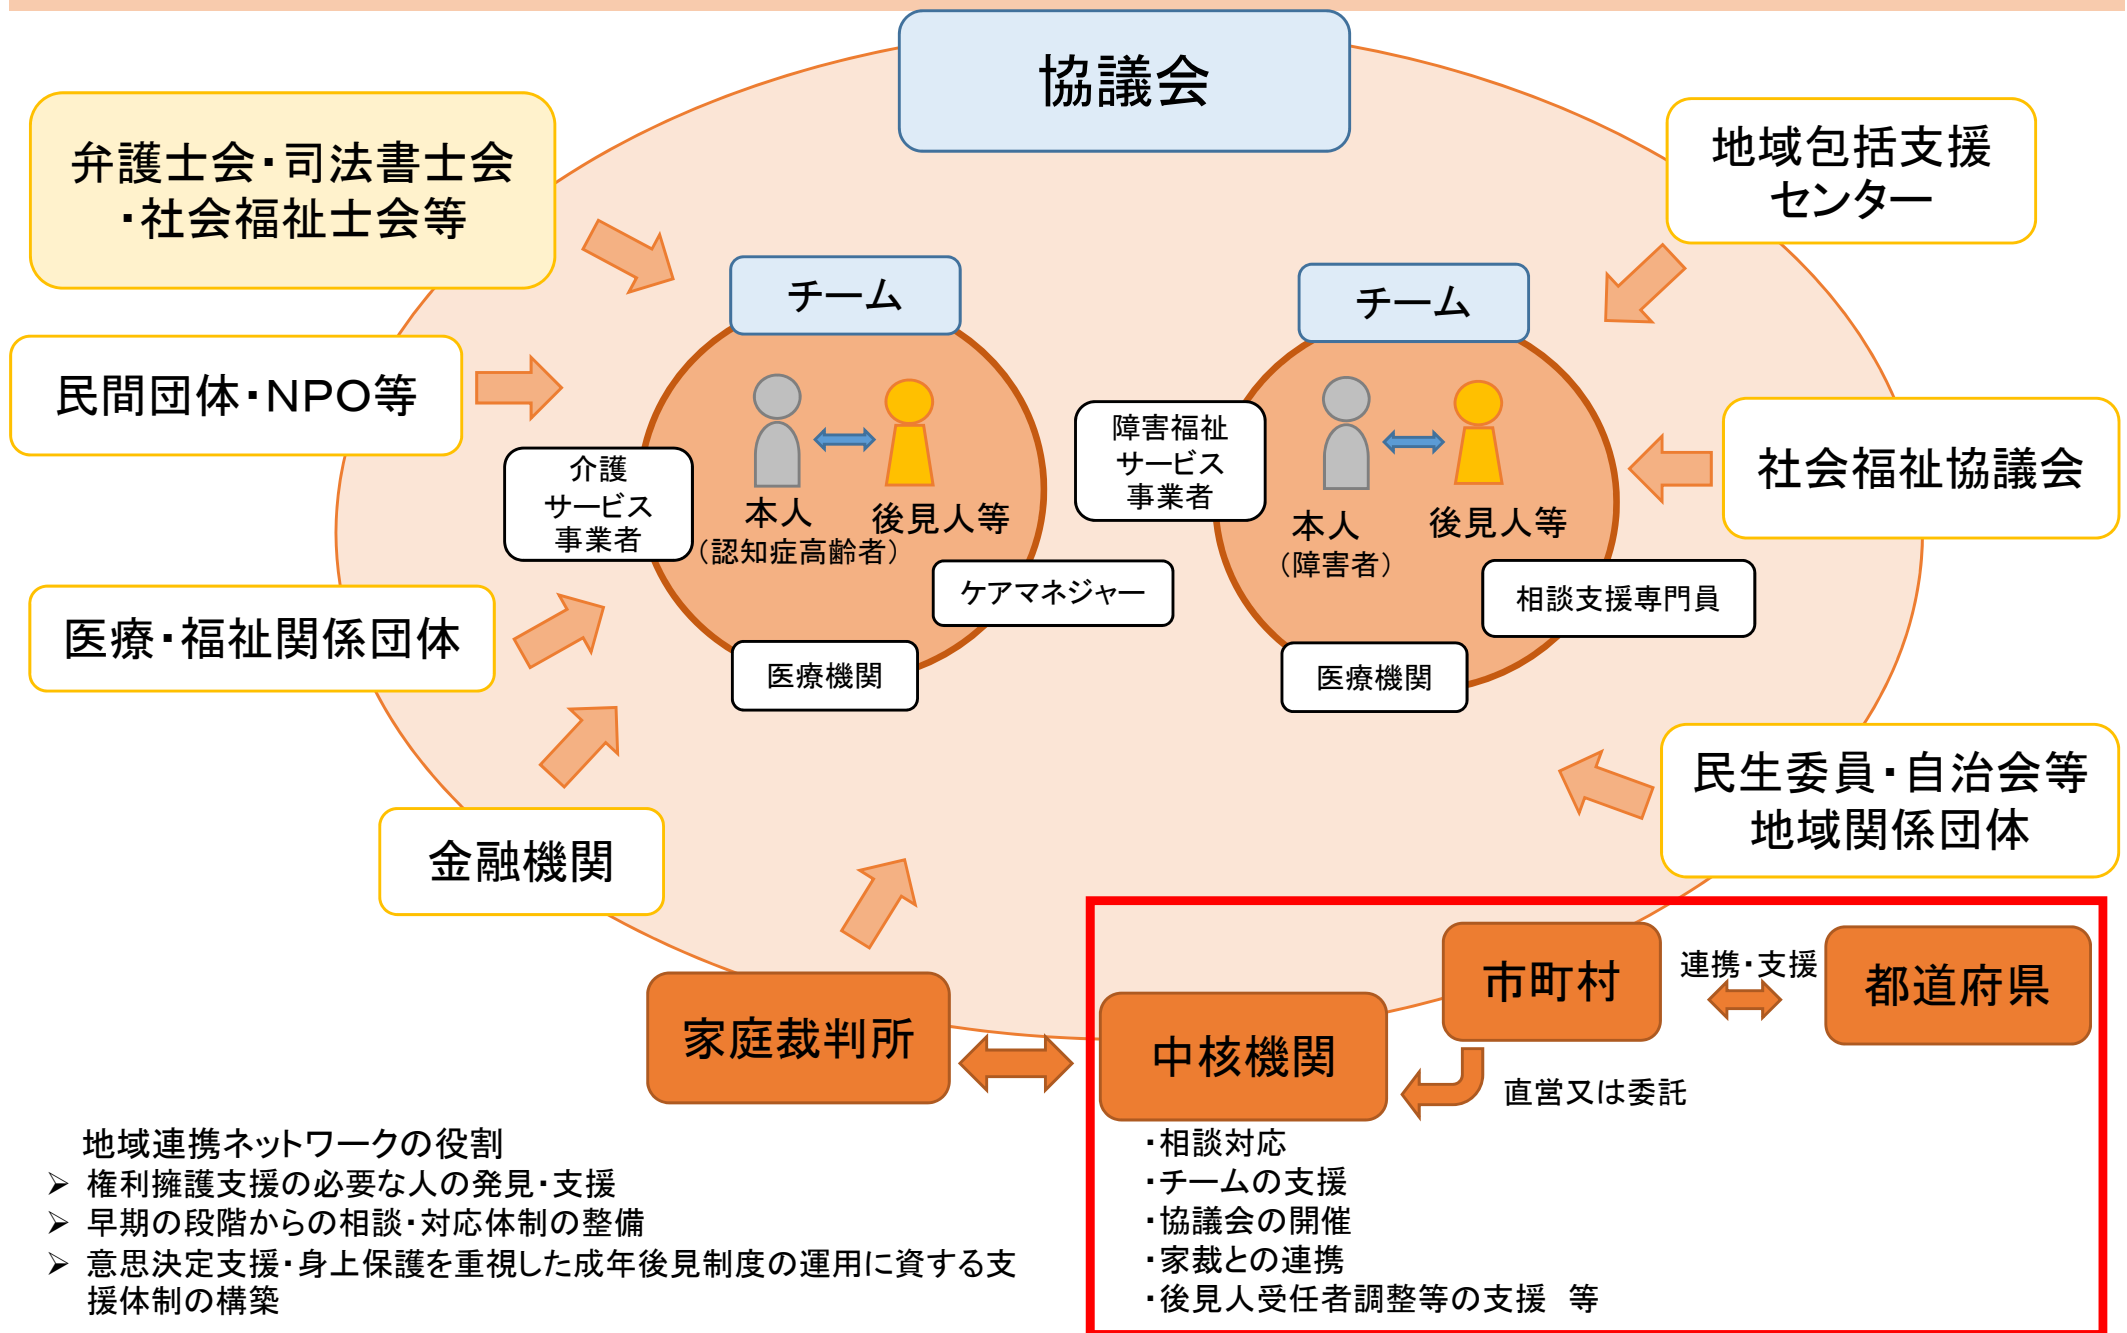 協議会
弁護士会・司法書士会
・社会福祉士会等
地域包括支援
センター
民間団体・NPO等
社会福祉協議会
医療・福祉関係団体
金融機関
民生委員・自治会等
地域関係団体
チーム
本人
（認知症高齢者）
後見人等
介護
サービス
事業者
ケアマネジャー
医療機関
チーム
障害福祉
サービス
事業者
本人
（障害者）
後見人等
相談支援専門員
医療機関
家庭裁判所
中核機関
市町村
連携・支援
都道府県
直営又は委託
・相談対応
・チームの支援
・協議会の開催
・家裁との連携
・後見人受任者調整等の支援　等
地域連携ネットワークの役割
➢ 権利擁護支援の必要な人の発見・支援
➢ 早期の段階からの相談・対応体制の整備
➢ 意思決定支援・身上保護を重視した成年後見制度の運用に資する支
援体制の構築